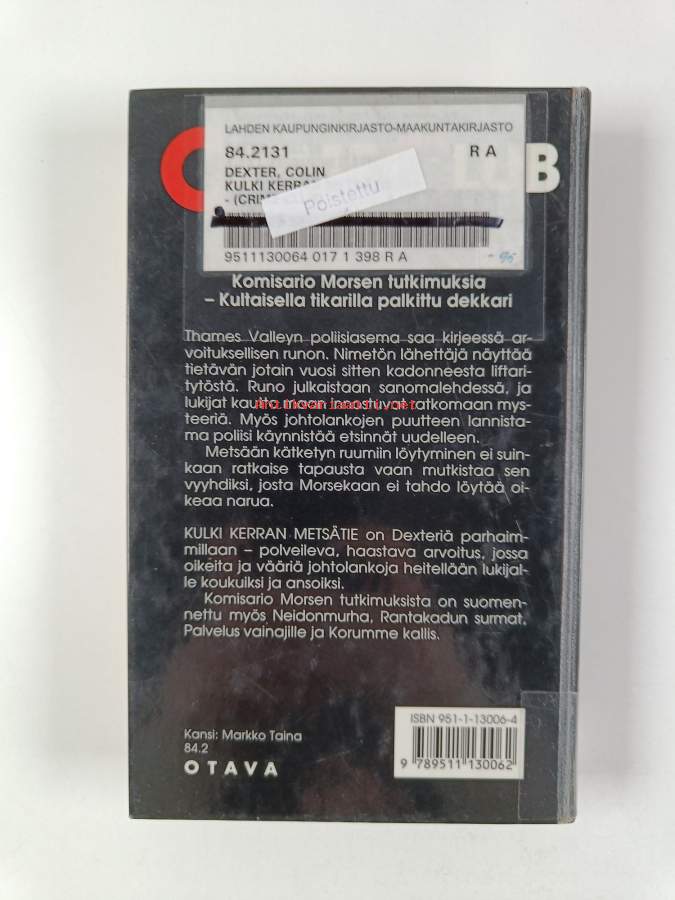 LAHDEN KAUPUNGINKIRJASTO-MAAKUNTAKIRJASTO
84.2131 R A
DEXTER, COLIN
KULKI KERRAN
- (CRIM
Poistettu
9511130064 017 1 398 R A
-95
Komisario Morsen tutkimuksia
– Kultaisella tikarilla palkittu dekkari
Thames Valleyn poliisiasema saa kirjeessä ar-
voituksellisen runon. Nimetön lähettäjä näyttää
tietävän jotain vuosi sitten kadonneesta liftari-
tytöstä. Runo julkaistaan sanomalehdessä, ja
lukijat kautta maan innostuvat ratkomaan mys-
teeriä. Myös johtolankojen puutteen lannista-
ma poliisi käynnistää etsinnät uudelleen.
Metsään kätketyn ruumiin löytyminen ei suin-
kaan ratkaise tapausta vaan mutkistaa sen
vyyhdiksi, josta Morsekaan ei tahdo löytää oi-
keaa narua.
KULKI KERRAN METSÄTIE on Dexteriä parhaim-
millaan – polveileva, haastava arvoitus, jossa
oikeita ja vääriä johtolankoja heitellään lukijal-
le koukuiksi ja ansoiksi.
Komisario Morsen tutkimuksista on suomen-
nettu myös Neidonmurha, Rantakadun surmat,
Palvelus vainajille ja Korumme kallis.
ISBN 951-1-13006-4
9 789511 130062
Kansi: Markko Taina
84.2
OTAVA